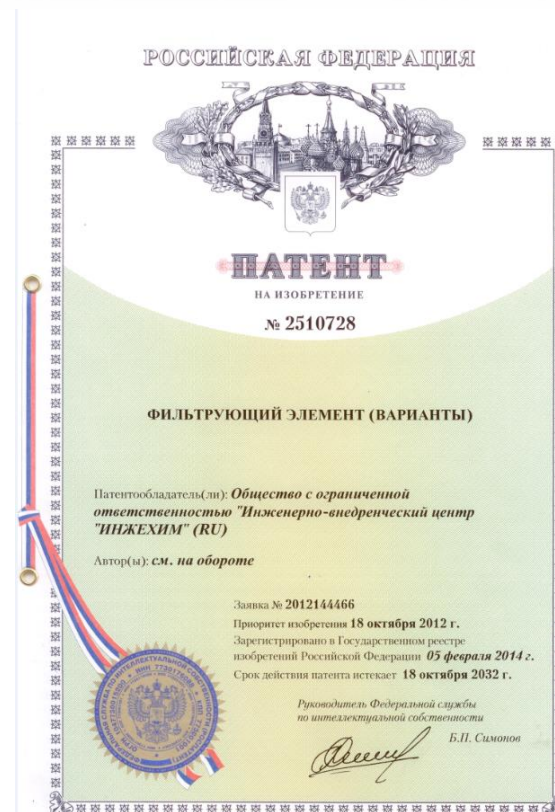 РОССИЙСКАЯ ФЕДЕРАЦИЯ
ПАТЕНТ
НА ИЗОБРЕТЕНИЕ
№ 2510728
ФИЛЬТРУЮЩИЙ ЭЛЕМЕНТ (ВАРИАНТЫ)
Патентообладатель(ли): Общество с ограниченной
ответственностью "Инженерно-внедренческий центр
"ИНЖЕХИМ" (RU)
Автор(ы): см. на обороте
Заявка № 2012144466
Приоритет изобретения 18 октября 2012 г.
Зарегистрировано в Государственном реестре
изобретений Российской Федерации 05 февраля 2014 г.
Срок действия патента истекает 18 октября 2032 г.
Руководитель Федеральной службы
по интеллектуальной собственности
Б.П. Симонов